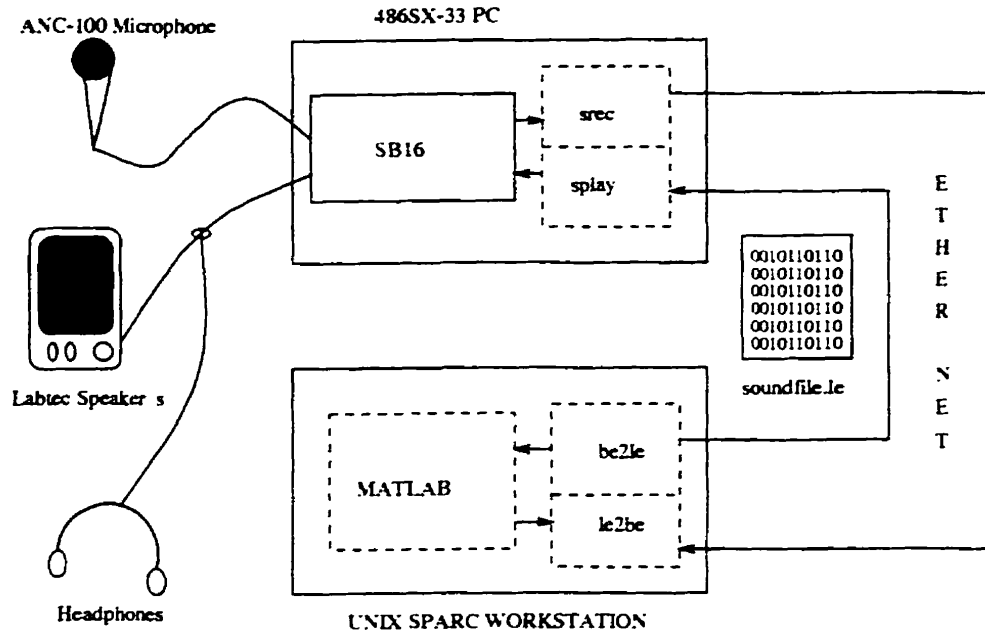 486SX-33 PC
ANC-100 Microphone
SB16
srec
splay
E
T
H
E
R
N
E
T
0010110110
0010110110
0010110110
0010110110
0010110110
0010110110
soundfile.le
Labtec Speaker s
MATLAB
be2le
le2be
Headphones
UNIX SPARC WORKSTATION